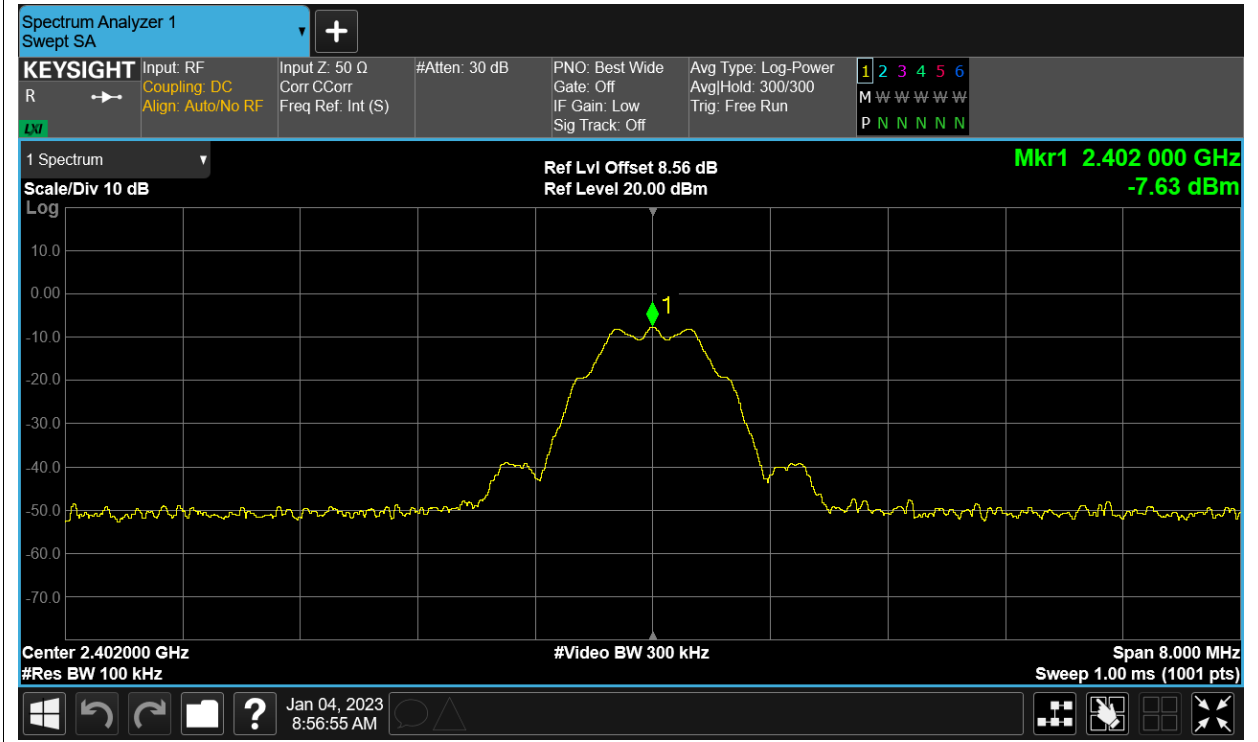 Spectrum Analyzer 1
Swept SA
KEYSIGHT
R
LXI
Input: RF
Coupling: DC
Align: Auto/No RF
Input Z: 50 Ω
Corr CCorr
Freq Ref: Int (S)
#Atten: 30 dB
PNO: Best Wide
Gate: Off
IF Gain: Low
Sig Track: Off
Avg Type: Log-Power
Avg|Hold: 300/300
Trig: Free Run
1 2 3 4 5 6
M W W W W W
P N N N N N
1 Spectrum
Scale/Div 10 dB
Log
Ref Lvl Offset 8.56 dB
Ref Level 20.00 dBm
Mkr1 2.402 000 GHz
-7.63 dBm
10.0
0.00
-10.0
-20.0
-30.0
-40.0
-50.0
-60.0
-70.0
1
Center 2.402000 GHz
#Res BW 100 kHz
#Video BW 300 kHz
Span 8.000 MHz
Sweep 1.00 ms (1001 pts)
?
Jan 04, 2023
8:56:55 AM